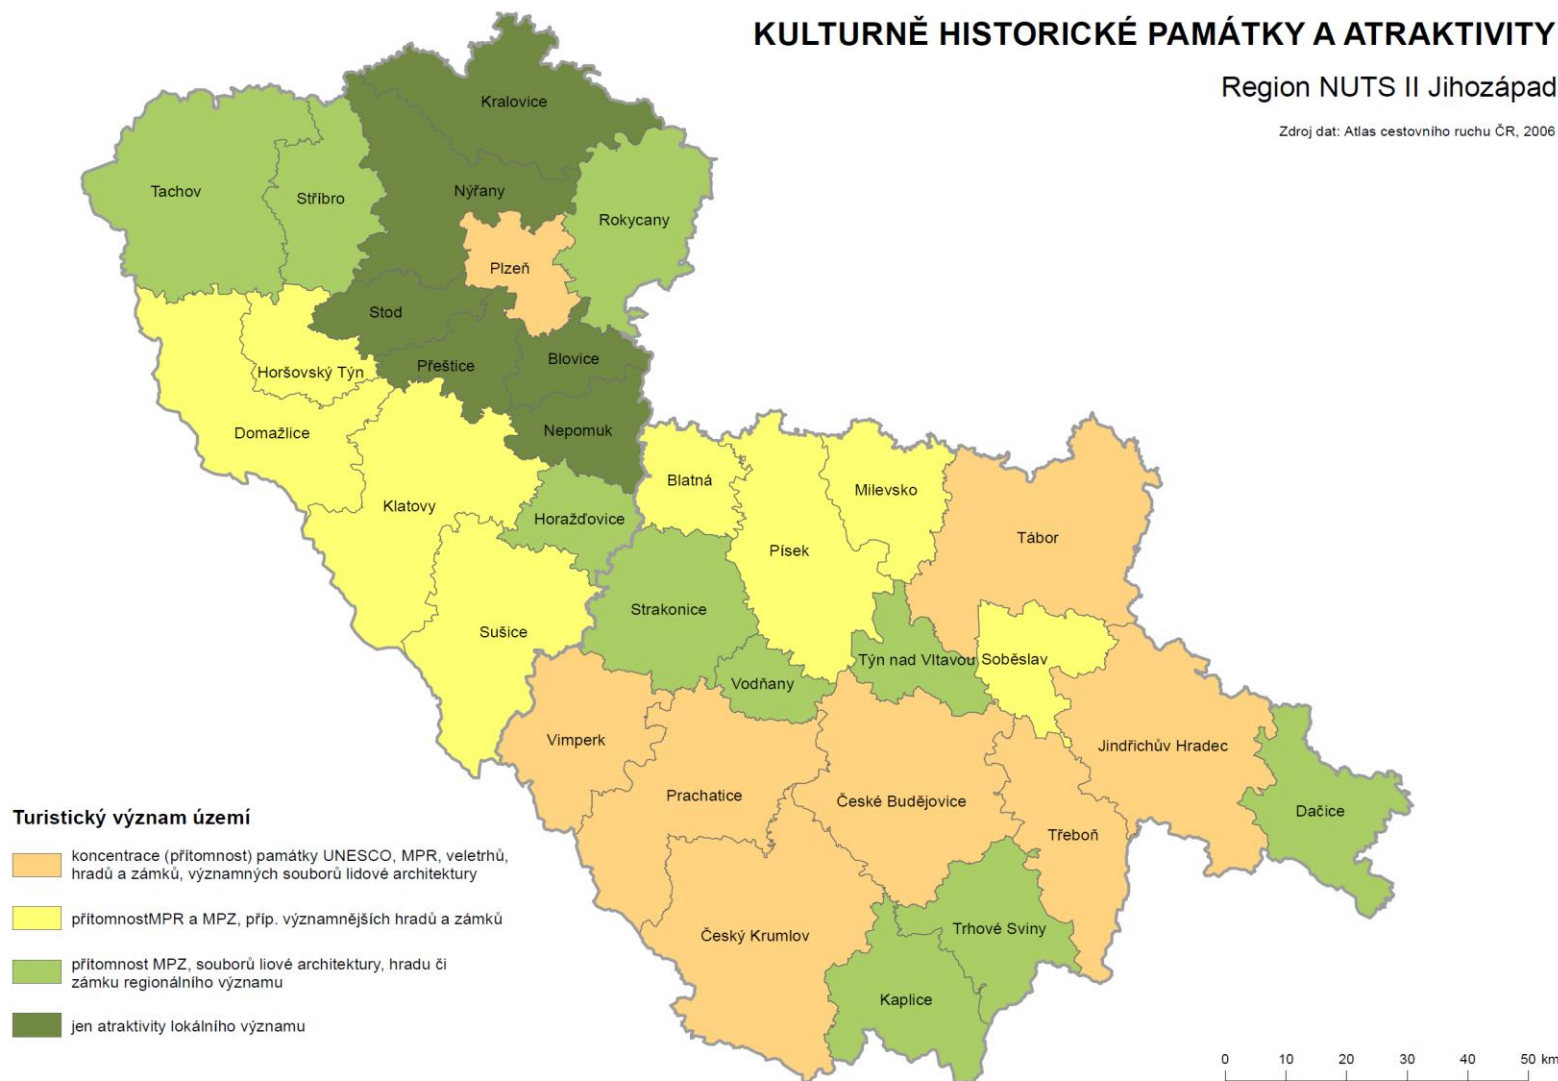 KULTURNĚ HISTORICKÉ PAMÁTKY A ATRAKTIVITY
Region NUTS II Jihozápad
Zdroj dat: Atlas cestovního ruchu ČR, 2006
Kralovice
Tachov
Stříbro
Nýřany
Rokycany
Plzeň
Stod
Přeštice
Blovice
Horšovský Týn
Domažlice
Nepomuk
Klatovy
Horažďovice
Blatná
Milevsko
Písek
Tábor
Sušice
Strakonice
Vodňany
Týn nad Vltavou
Soběslav
Vimperk
Prachatice
České Budějovice
Jindřichův Hradec
Třeboň
Dačice
Český Krumlov
Trhové Sviny
Kaplice
Turistický význam území
koncentrace (přítomnost) památky UNESCO, MPR, veletrhů,
hradů a zámků, významných souborů lidové architektury
přítomnostMPR a MPZ, příp. významnějších hradů a zámků
přítomnost MPZ, souborů liové architektury, hradu či
zámku regionálního významu
jen atraktivity lokálního významu
0 10 20 30 40 50 km